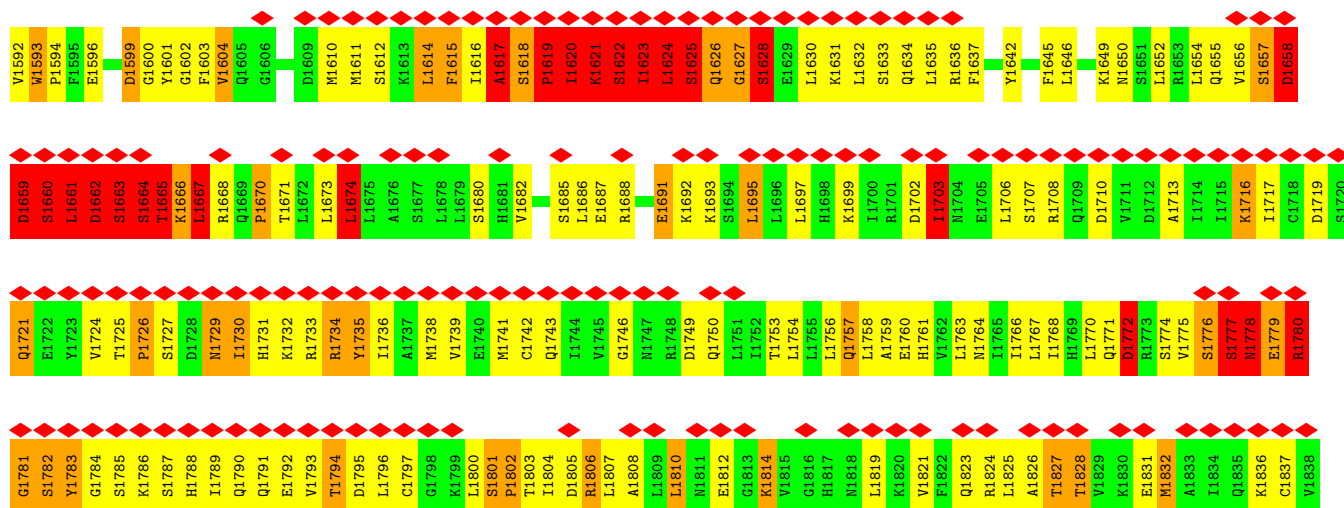 V1592 W1593 P1594 F1595 E1596 D1599 G1600 Y1601 G1602 F1603 V1604 Q1605 G1606 D1609 M1610 M1611 S1612 K1613 L1614 F1615 I1616 A1617 S1618 P1619 I1620 K1621 S1622 I1623 L1624 S1625 Q1626 G1627 S1628 E1629 L1630 K1631 L1632 S1633 Q1634 L1635 R1636 F1637 Y1642 F1645 L1646 K1649 N1650 S1651 L1652 R1653 L1654 Q1655 V1656 S1657 D1658
D1659 S1660 L1661 D1662 S1663 S1664 T1665 K1666 L1667 R1668 Q1669 P1670 T1671 L1672 L1673 L1674 L1675 A1676 S1677 L1678 L1679 S1680 H1681 V1682 S1685 L1686 E1687 R1688 E1691 K1692 K1693 S1694 L1695 L1696 L1697 H1698 K1699 I1700 R1701 D1702 I1703 N1704 E1705 L1706 S1707 R1708 Q1709 D1710 V1711 D1712 A1713 I1714 I1715 K1716 I1717 C1718 D1719 S1720
Q1721 E1722 Y1723 V1724 T1725 P1726 S1727 D1728 N1729 I1730 H1731 K1732 R1733 R1734 Y1735 I1736 A1737 M1738 V1739 E1740 M1741 C1742 Q1743 I1744 V1745 G1746 N1747 R1748 D1749 Q1750 L1751 I1752 T1753 L1754 L1755 L1756 Q1757 L1758 A1759 E1760 H1761 V1762 L1763 N1764 I1765 I1766 L1767 I1768 H1769 L1770 Q1771 D1772 R1773 S1774 V1775 S1776 S1777 N1778 E1779 R1780
G1781 S1782 Y1783 G1784 S1785 K1786 S1787 H1788 I1789 Q1790 Q1791 E1792 V1793 T1794 D1795 L1796 C1797 G1798 K1799 L1800 S1801 P1802 T1803 I1804 D1805 R1806 L1807 A1808 L1809 L1810 N1811 E1812 G1813 K1814 V1815 G1816 H1817 N1818 L1819 K1820 V1821 F1822 Q1823 R1824 L1825 A1826 T1827 T1828 V1829 K1830 E1831 M1832 A1833 I1834 Q1835 K1836 C1837 V1838